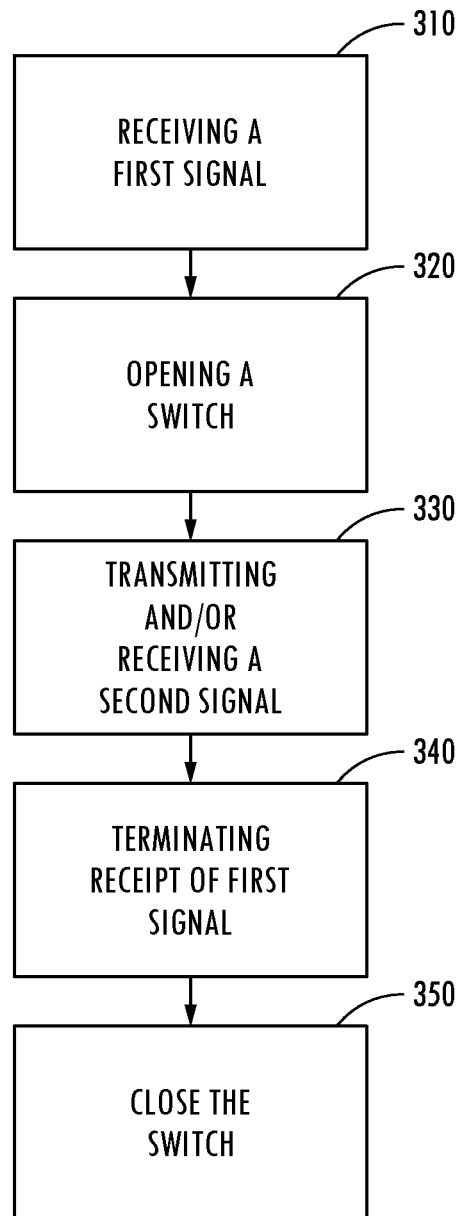 310
RECEIVING A
FIRST SIGNAL
320
OPENING A
SWITCH
330
TRANSMITTING
AND/OR
RECEIVING A
SECOND SIGNAL
340
TERMINATING
RECEIPT OF FIRST
SIGNAL
350
CLOSE THE
SWITCH